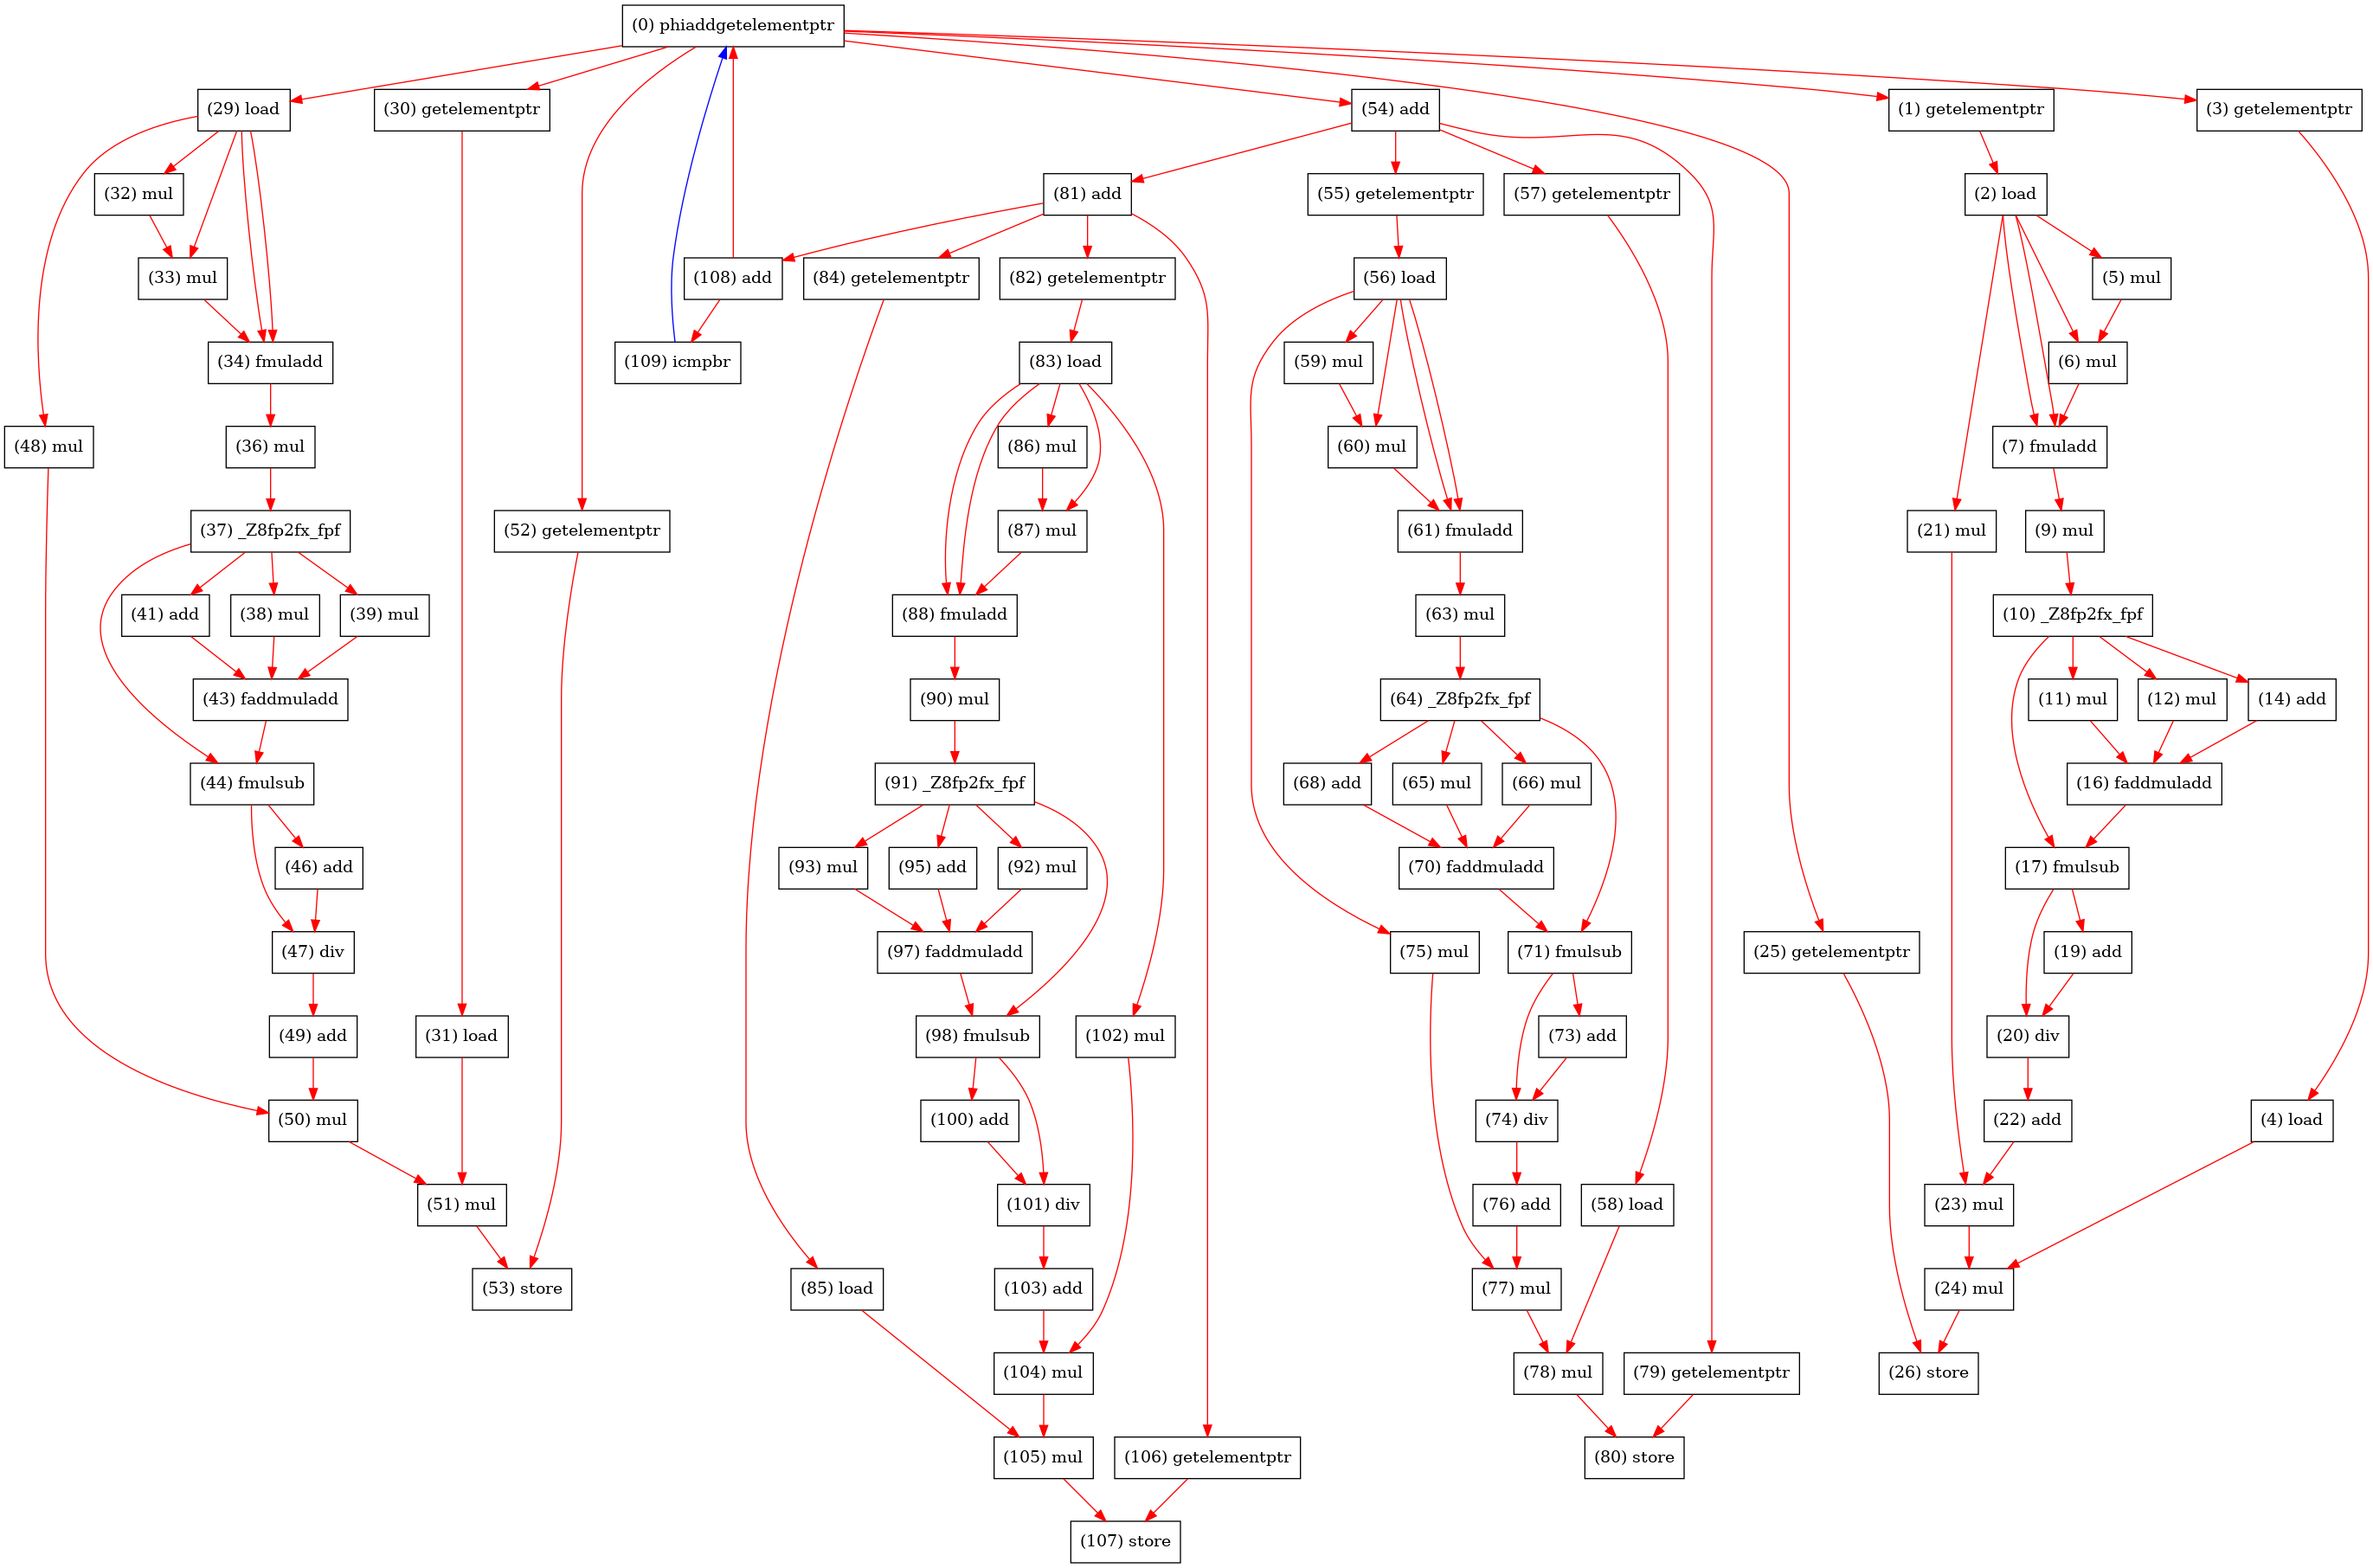 (0) phiaddgetelementptr
(29) load
(30) getelementptr
(54) add
(1) getelementptr
(3) getelementptr
(32) mul
(81) add
(55) getelementptr
(57) getelementptr
(2) load
(33) mul
(108) add
(84) getelementptr
(82) getelementptr
(56) load
(5) mul
(34) fmuladd
(109) icmpbr
(83) load
(59) mul
(6) mul
(48) mul
(36) mul
(86) mul
(60) mul
(7) fmuladd
(37) _Z8fp2fx_fpf
(52) getelementptr
(87) mul
(61) fmuladd
(21) mul
(9) mul
(41) add
(38) mul
(39) mul
(88) fmuladd
(63) mul
(10) _Z8fp2fx_fpf
(43) faddmuladd
(90) mul
(64) _Z8fp2fx_fpf
(11) mul
(12) mul
(14) add
(44) fmulsub
(91) _Z8fp2fx_fpf
(68) add
(65) mul
(66) mul
(16) faddmuladd
(46) add
(93) mul
(95) add
(92) mul
(70) faddmuladd
(17) fmulsub
(47) div
(97) faddmuladd
(75) mul
(71) fmulsub
(25) getelementptr
(19) add
(49) add
(31) load
(98) fmulsub
(102) mul
(73) add
(20) div
(50) mul
(100) add
(74) div
(22) add
(4) load
(51) mul
(101) div
(76) add
(58) load
(23) mul
(53) store
(85) load
(103) add
(77) mul
(24) mul
(104) mul
(78) mul
(79) getelementptr
(26) store
(105) mul
(106) getelementptr
(80) store
(107) store